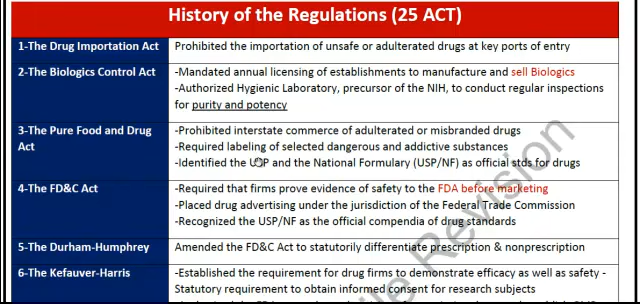 History of the Regulations (25 ACT)
1-The Drug Importation Act
Prohibited the importation of unsafe or adulterated drugs at key ports of entry
2-The Biologics Control Act
-Mandated annual licensing of establishments to manufacture and sell Biologics
-Authorized Hygienic Laboratory, precursor of the NIH, to conduct regular inspections
for purity and potency
3-The Pure Food and Drug
Act
-Prohibited interstate commerce of adulterated or misbranded drugs
-Required labeling of selected dangerous and addictive substances
-Identified the USP and the National Formulary (USP/NF) as official stds for drugs
4-The FD&C Act
-Required that firms prove evidence of safety to the FDA before marketing
-Placed drug advertising under the jurisdiction of the Federal Trade Commission
-Recognized the USP/NF as the official compendia of drug standards
5-The Durham-Humphrey
Amended the FD&C Act to statutorily differentiate prescription & nonprescription
6-The Kefauver-Harris
-Established the requirement for drug firms to demonstrate efficacy as well as safety -
Statutory requirement to obtain informed consent for research subjects
Revision